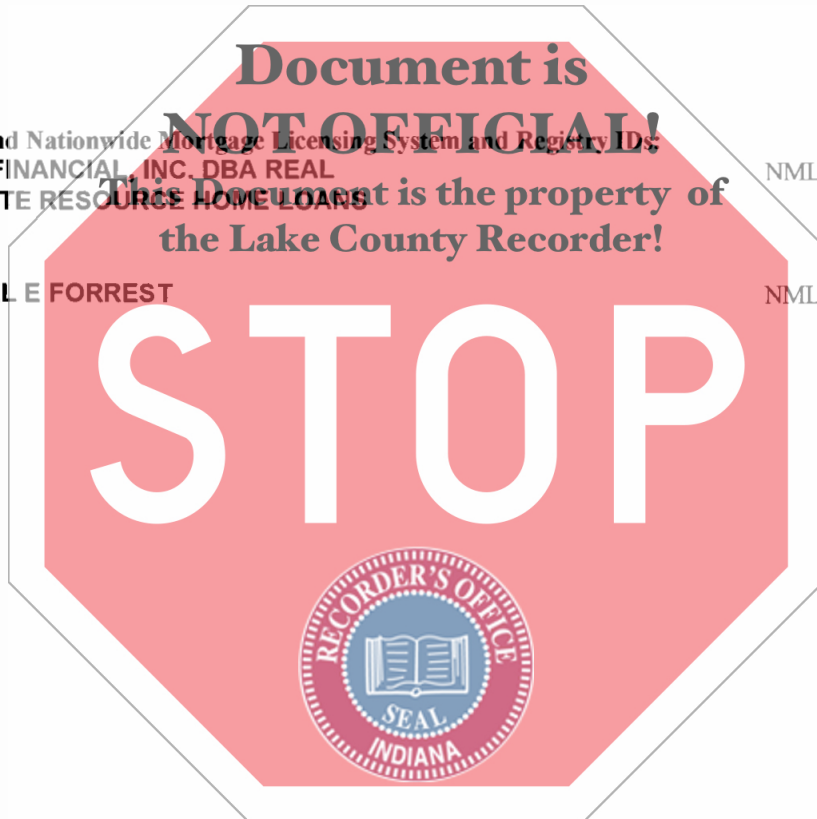 Document is
NOT OFFICIAL!
d Nationwide Mortgage Licensing System and Registry IDs:
FINANCIAL, INC. DBA REAL
NML
This Document is the property of
TE RESOURCE HOME LOANS
the Lake County Recorder!
L E FORREST
NML
STOP
RECORDER'S OFFICE
SEAL
INDIANA